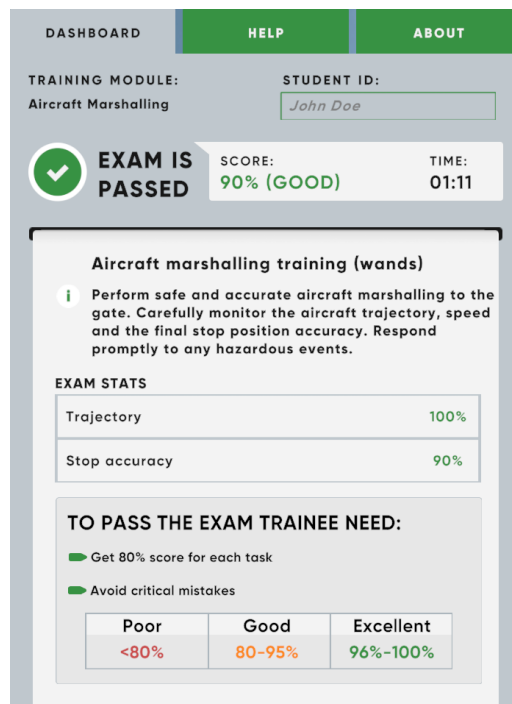 DASHBOARD HELP ABOUT
TRAINING MODULE: STUDENT ID:
Aircraft Marshalling John Doe
EXAM IS PASSED
SCORE: TIME:
90% (GOOD) 01:11
Aircraft marshalling training (wands)
i Perform safe and accurate aircraft marshalling to the
gate. Carefully monitor the aircraft trajectory, speed
and the final stop position accuracy. Respond
promptly to any hazardous events.
EXAM STATS
Trajectory 100%
Stop accuracy 90%
TO PASS THE EXAM TRAINEE NEED:
Get 80% score for each task
Avoid critical mistakes
Poor Good Excellent
<80% 80-95% 96%-100%